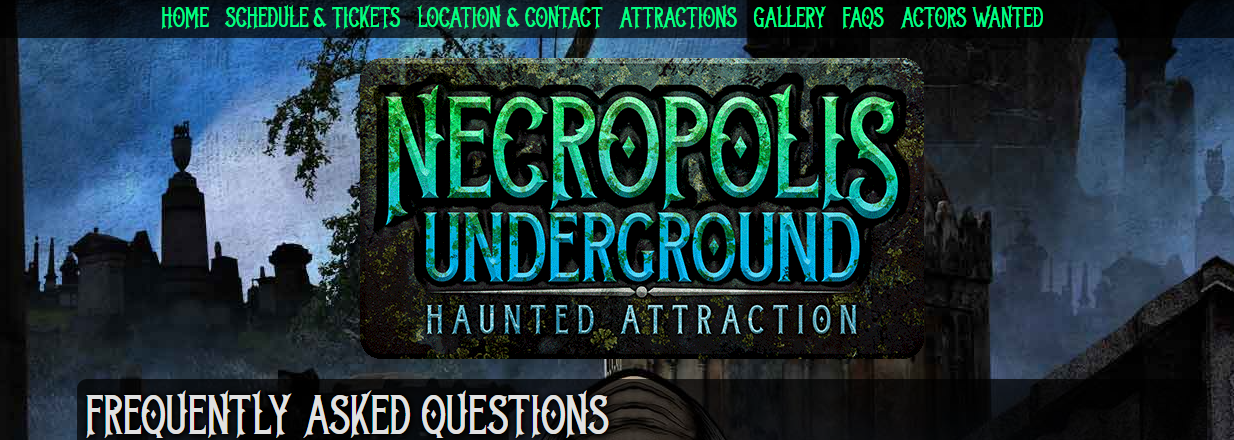 HOME SCHEDULE & TICKETS LOCATION & CONTACT ATTRACTIONS GALLERY FAQS ACTORS WANTED
NECROPOLIS
UNDERGROUND
HAUNTED ATTRACTION
FREQUENTLY ASKED QUESTIONS